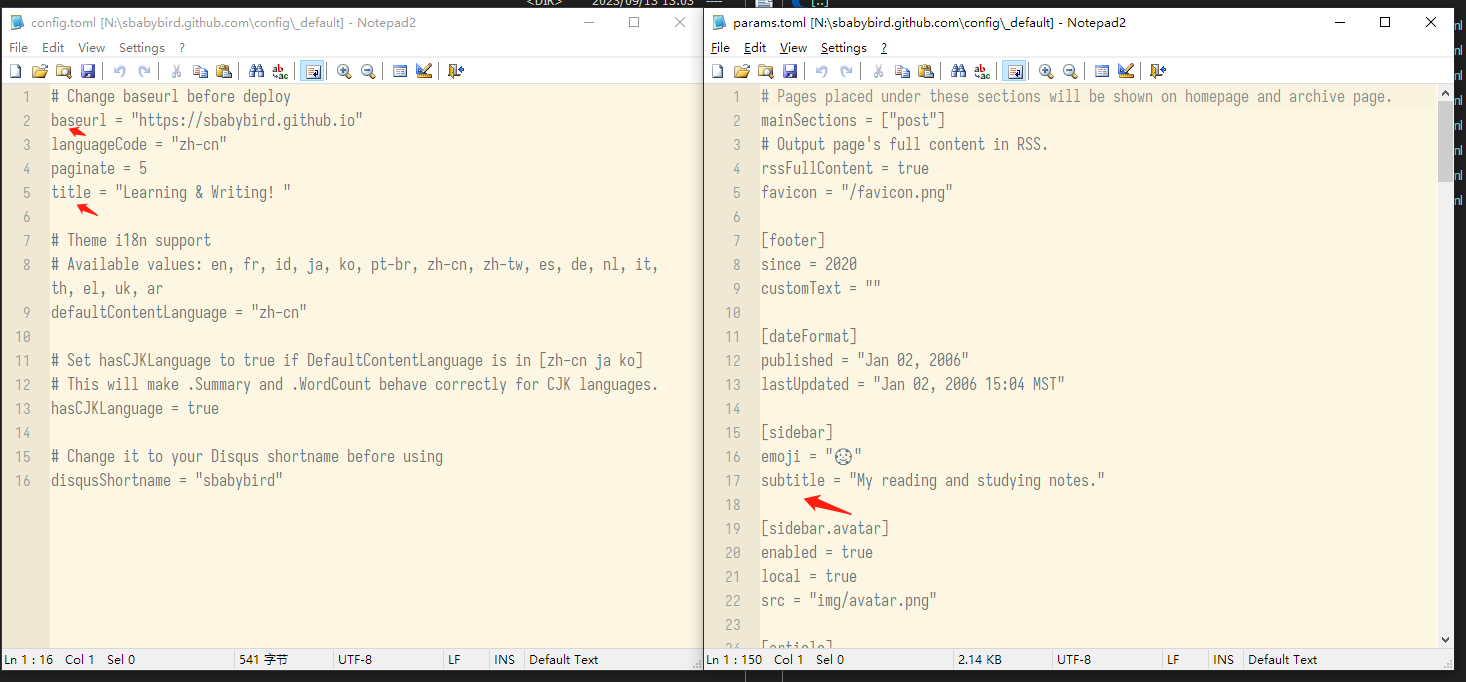 <DIR> 2023/09/13 13:03 ---- [..]
config.toml [N:\sbabybird.github.com\config\_default] - Notepad2
File Edit View Settings ?
1 # Change baseurl before deploy
2 baseurl = "https://sbabybird.github.io"
3 languageCode = "zh-cn"
4 paginate = 5
5 title = "Learning & Writing! "
6
7 # Theme i18n support
8 # Available values: en, fr, id, ja, ko, pt-br, zh-cn, zh-tw, es, de, nl, it,
th, el, uk, ar
9 defaultContentLanguage = "zh-cn"
10
11 # Set hasCJKLanguage to true if DefaultContentLanguage is in [zh-cn ja ko]
12 # This will make .Summary and .WordCount behave correctly for CJK languages.
13 hasCJKLanguage = true
14
15 # Change it to your Disqus shortname before using
16 disqusShortname = "sbabybird"
Ln 1 : 16 Col 1 Sel 0 541 字节 UTF-8 LF INS Default Text
params.toml [N:\sbabybird.github.com\config\_default] - Notepad2
File Edit View Settings ?
1 # Pages placed under these sections will be shown on homepage and archive page.
2 mainSections = ["post"]
3 # Output page's full content in RSS.
4 rssFullContent = true
5 favicon = "/favicon.png"
6
7 [footer]
8 since = 2020
9 customText = ""
10
11 [dateFormat]
12 published = "Jan 02, 2006"
13 lastUpdated = "Jan 02, 2006 15:04 MST"
14
15 [sidebar]
16 emoji = "☹"
17 subtitle = "My reading and studying notes."
18
19 [sidebar.avatar]
20 enabled = true
21 local = true
22 src = "img/avatar.png"
23
24 [article]
Ln 1 : 150 Col 1 Sel 0 2.14 KB UTF-8 LF INS Default Text